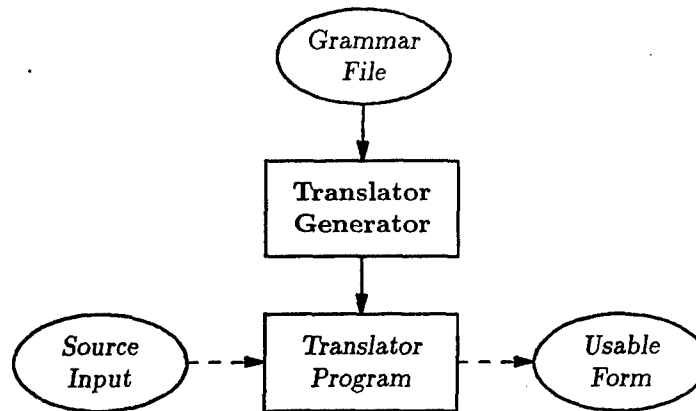 Grammar
File
Translator
Generator
Source
Input
Translator
Program
Usable
Form